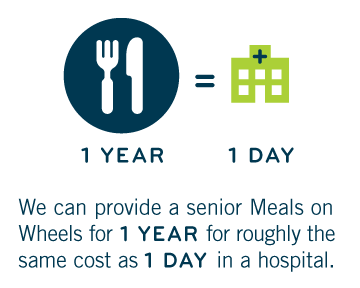 =
1 YEAR 1 DAY
We can provide a senior Meals on
Wheels for 1 YEAR for roughly the
same cost as 1 DAY in a hospital.